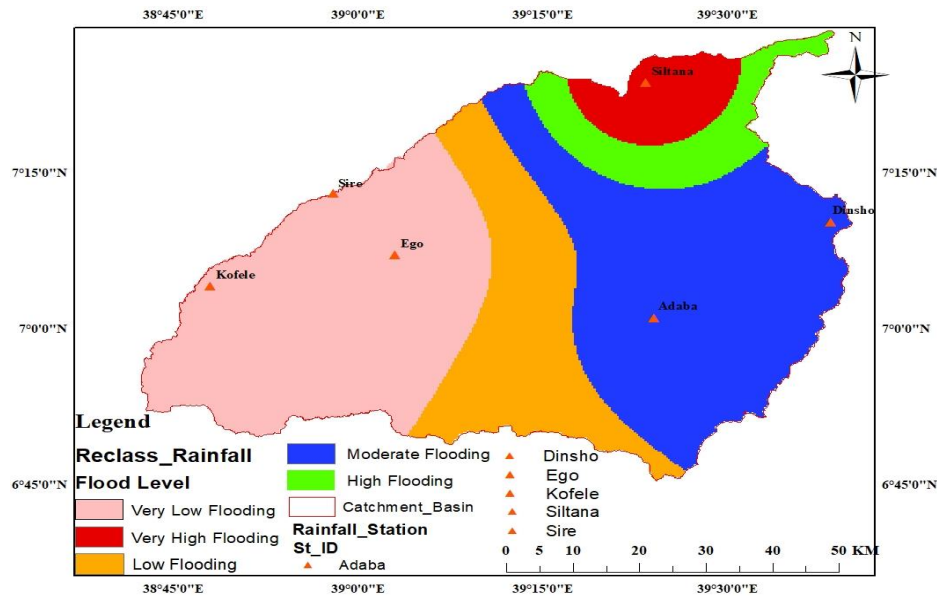 38°45'0"E 39°0'0"E 39°15'0"E 39°30'0"E
N
Siltana
7°15'0"N 7°15'0"N
Sire
Dinsho
Ego
Kofele
Adaba
7°0'0"N 7°0'0"N
Legend
Reclass_Rainfall
Flood Level
Very Low Flooding
Very High Flooding
Low Flooding
Moderate Flooding
High Flooding
Catchment_Basin
Rainfall_Station
St_ID
Adaba
Dinsho
Ego
Kofele
Siltana
Sire
6°45'0"N 6°45'0"N
0 5 10 20 30 40 50 KM
38°45'0"E 39°0'0"E 39°15'0"E 39°30'0"E